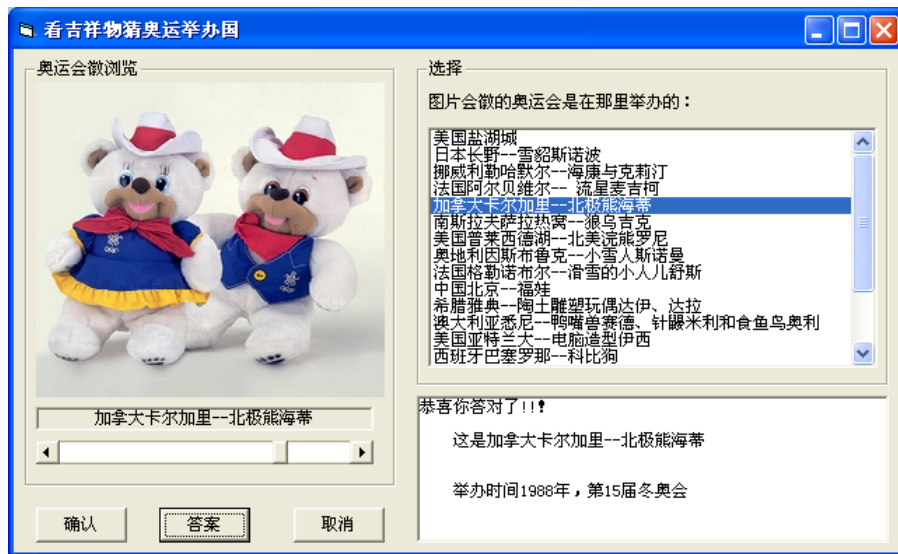 看吉祥物猜奥运举办国
奥运会徽浏览
加拿大卡尔加里--北极熊海蒂
确认
答案
取消
选择
图片会徽的奥运会是在那里举办的：
美国盐湖城
日本长野--雪貂斯诺波
挪威利勒哈默尔--海康与克莉汀
法国阿尔贝维尔-- 流星麦吉柯
加拿大卡尔加里--北极熊海蒂
南斯拉夫萨拉热窝--狼乌吉克
美国普莱西德湖--北美浣熊罗尼
奥地利因斯布鲁克--小雪人斯诺曼
法国格勒诺布尔--滑雪的小人儿舒斯
中国北京--福娃
希腊雅典--陶土雕塑玩偶达伊、达拉
澳大利亚悉尼--鸭嘴兽赛德、针鼹米利和食鱼鸟奥利
美国亚特兰大--电脑造型伊西
西班牙巴塞罗那--科比狗
恭喜你答对了!!!
这是加拿大卡尔加里--北极熊海蒂
举办时间1988年，第15届冬奥会